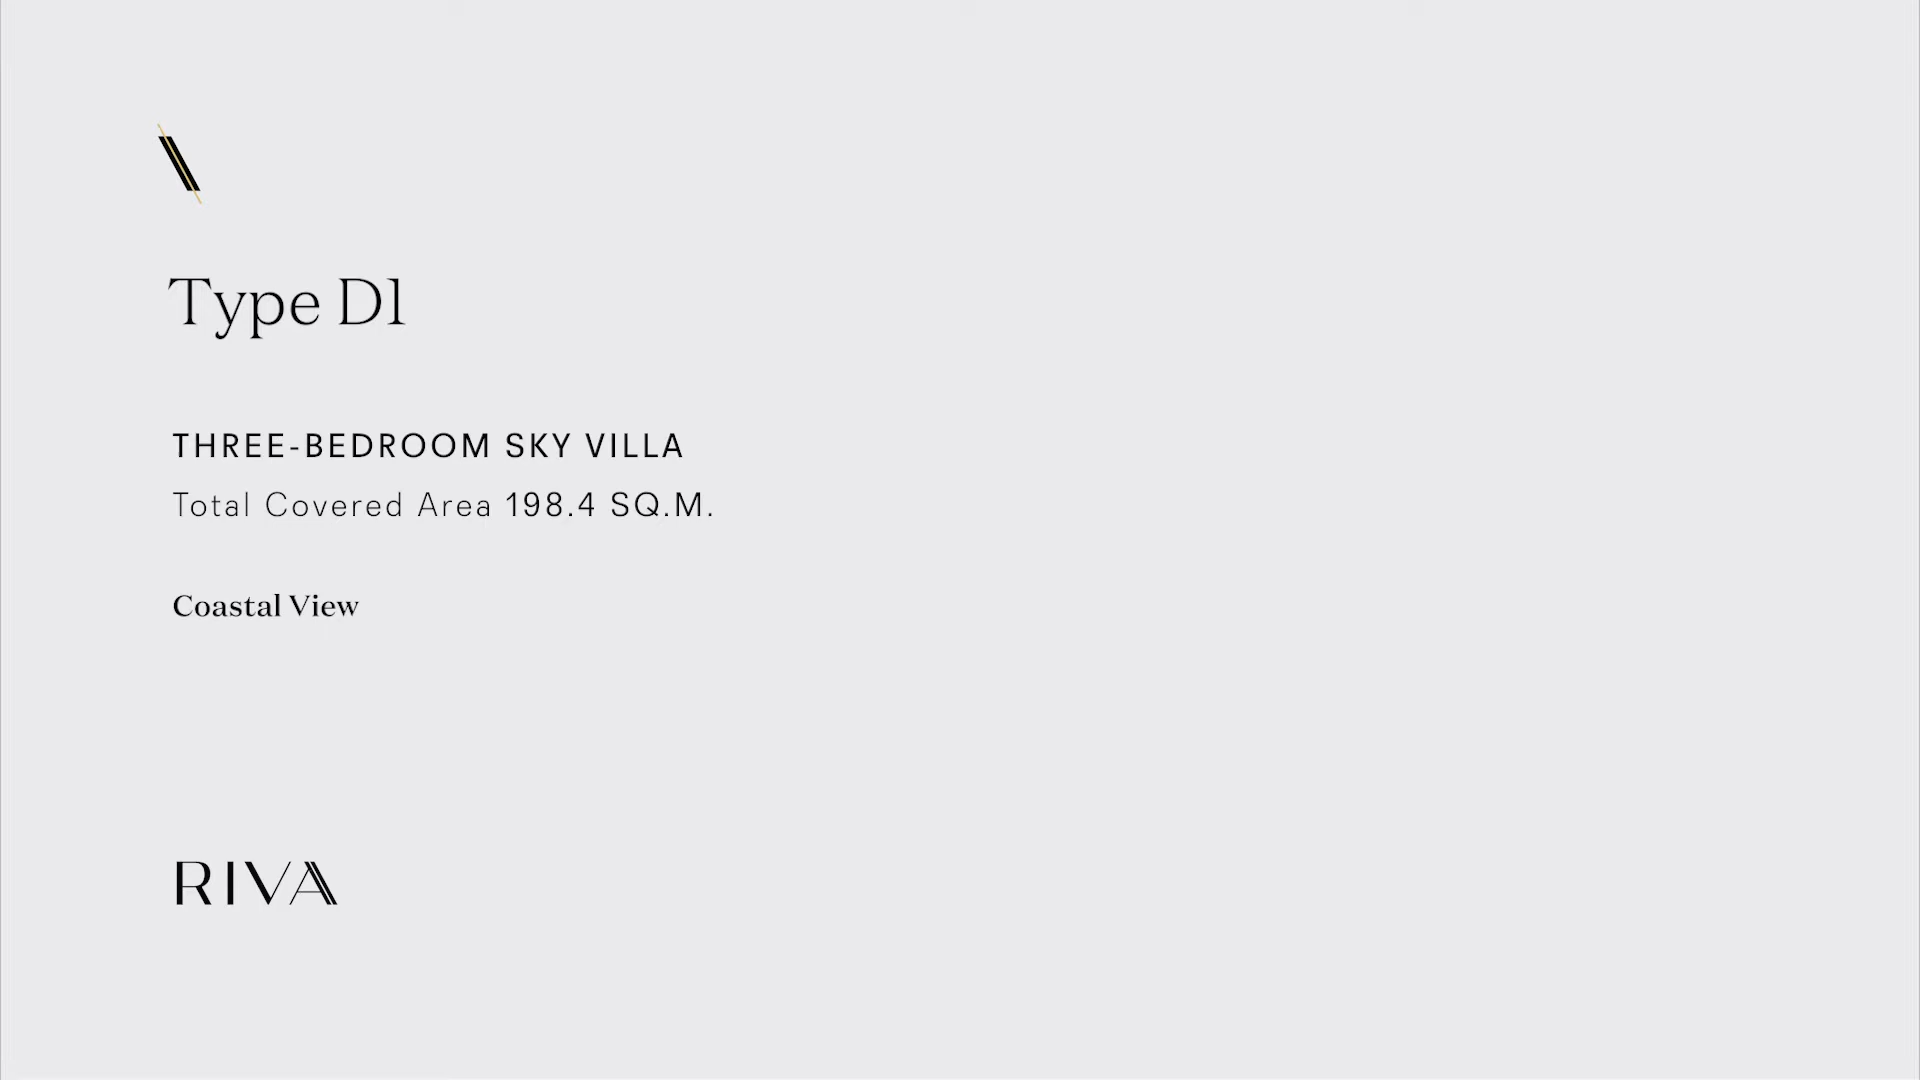 Type D1
THREE-BEDROOM SKY VILLA
Total Covered Area 198.4 SQ.M.
Coastal View
RIVA